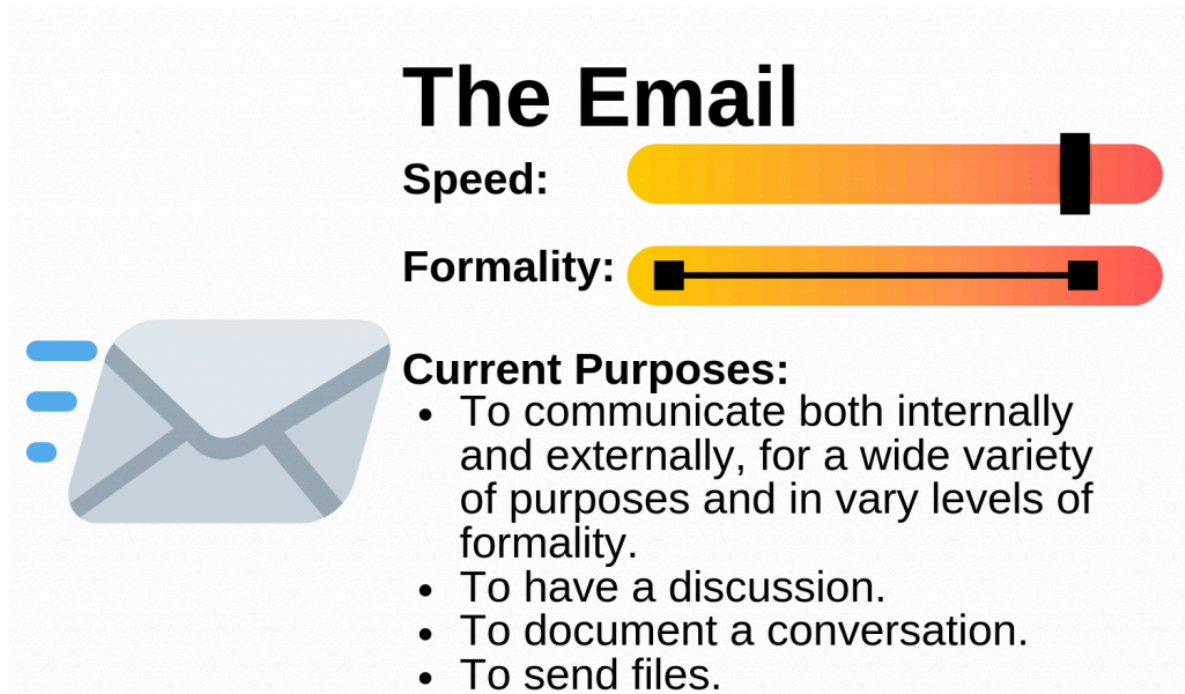 The Email
Speed:
Formality:
Current Purposes:
• To communicate both internally
and externally, for a wide variety
of purposes and in vary levels of
formality.
• To have a discussion.
• To document a conversation.
• To send files.